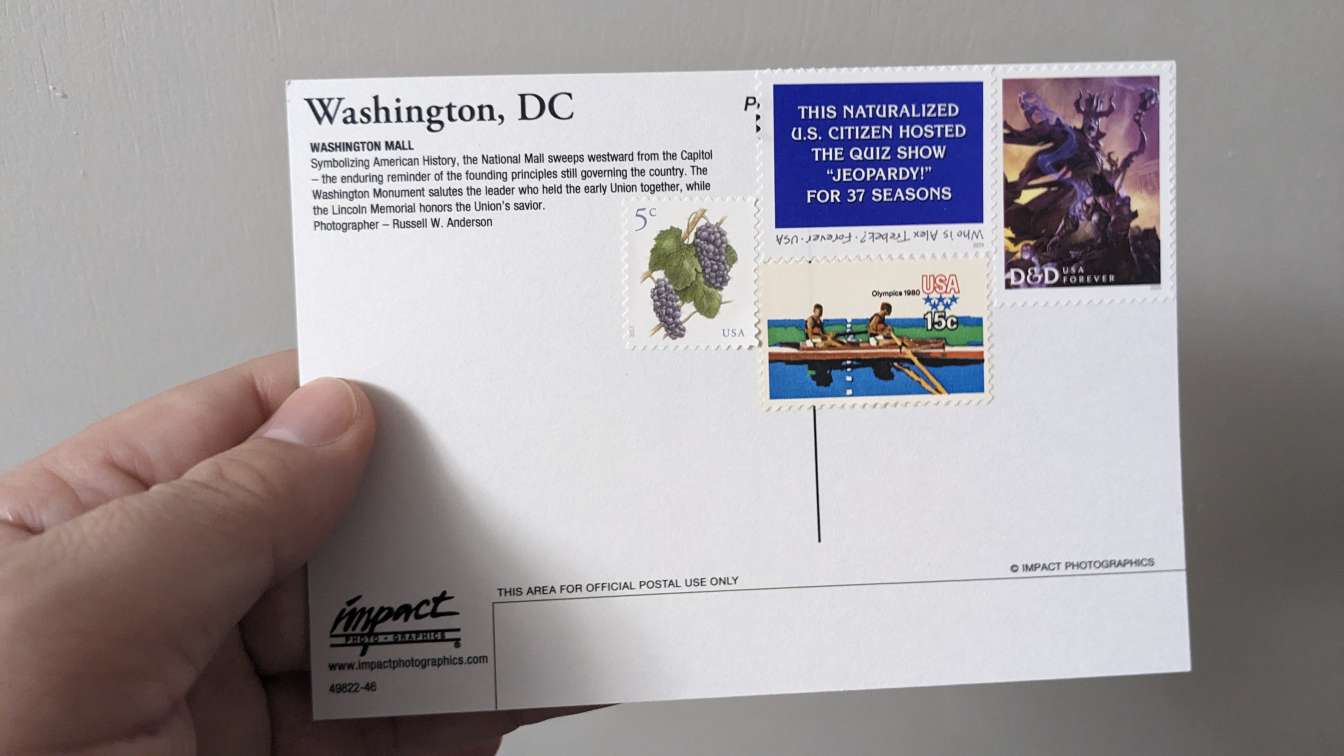 Washington, DC
WASHINGTON MALL
Symbolizing American History, the National Mall sweeps westward from the Capitol
– the enduring reminder of the founding principles still governing the country. The
Washington Monument salutes the leader who held the early Union together, while
the Lincoln Memorial honors the Union's savior.
Photographer – Russell W. Anderson
THIS NATURALIZED
U.S. CITIZEN HOSTED
THE QUIZ SHOW
“JEOPARDY!”
FOR 37 SEASONS
Who is Alex Trebek? • Forever • USA
D&D USA
FOREVER
5c
USA
Olympics 1980
USA
15c
© IMPACT PHOTOGRAPHICS
THIS AREA FOR OFFICIAL POSTAL USE ONLY
impact
PHOTO • GRAPHICS
®
www.impactphotographics.com
49822-46